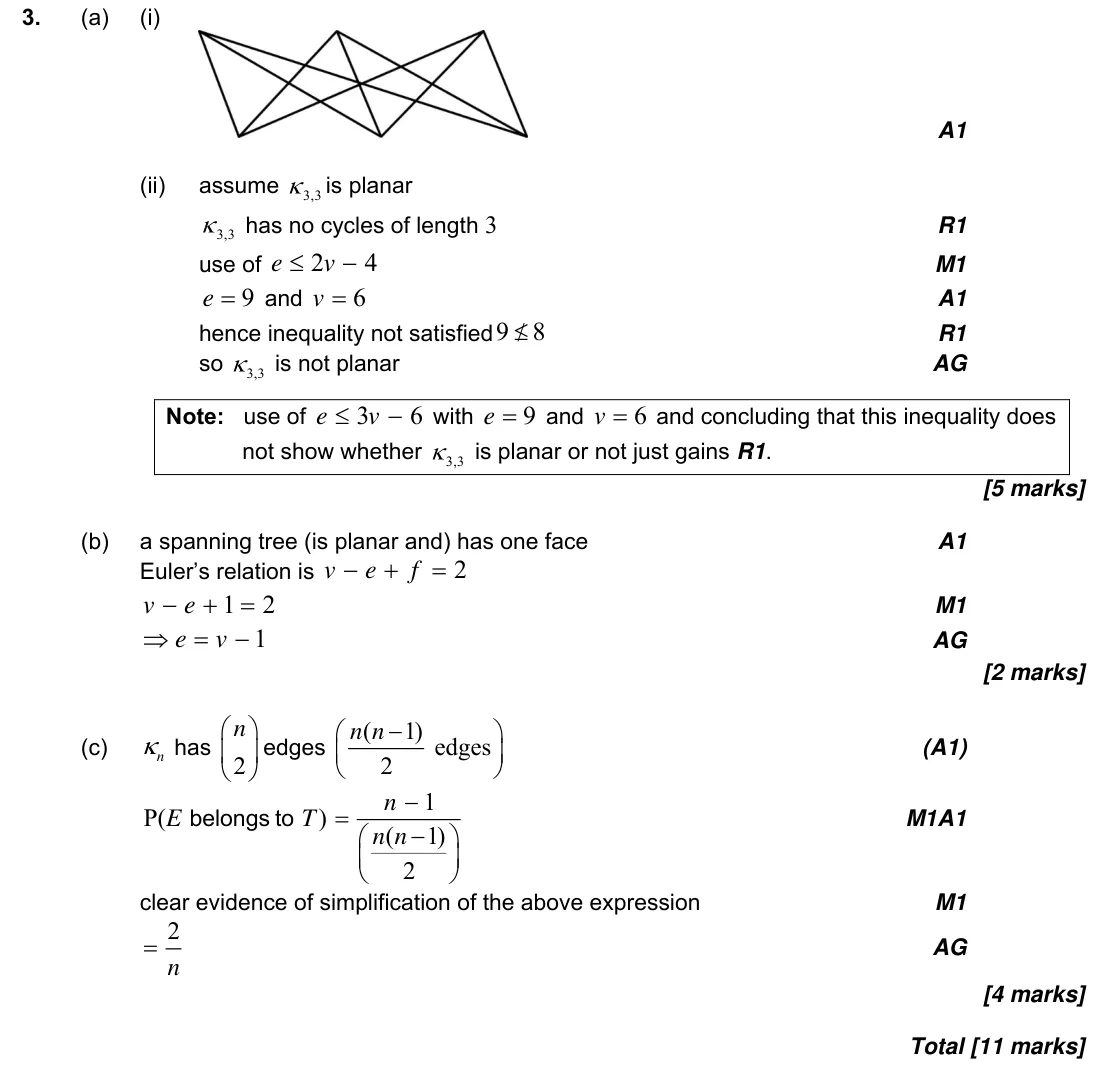 3. (a) (i)
A1
(ii) assume κ₃,₃ is planar
κ₃,₃ has no cycles of length 3 R1
use of e ≤ 2v − 4 M1
e = 9 and v = 6 A1
hence inequality not satisfied 9 ≰ 8 R1
so κ₃,₃ is not planar AG
Note: use of e ≤ 3v − 6 with e = 9 and v = 6 and concluding that this inequality does
not show whether κ₃,₃ is planar or not just gains R1.
[5 marks]
(b) a spanning tree (is planar and) has one face A1
Euler's relation is v − e + f = 2
v − e + 1 = 2 M1
⇒ e = v − 1 AG
[2 marks]
(c) κₙ has (n 2) edges (n(n−1)/2 edges) (A1)
P(E belongs to T) = (n − 1)/(n(n−1)/2) M1A1
clear evidence of simplification of the above expression M1
= 2/n AG
[4 marks]
Total [11 marks]